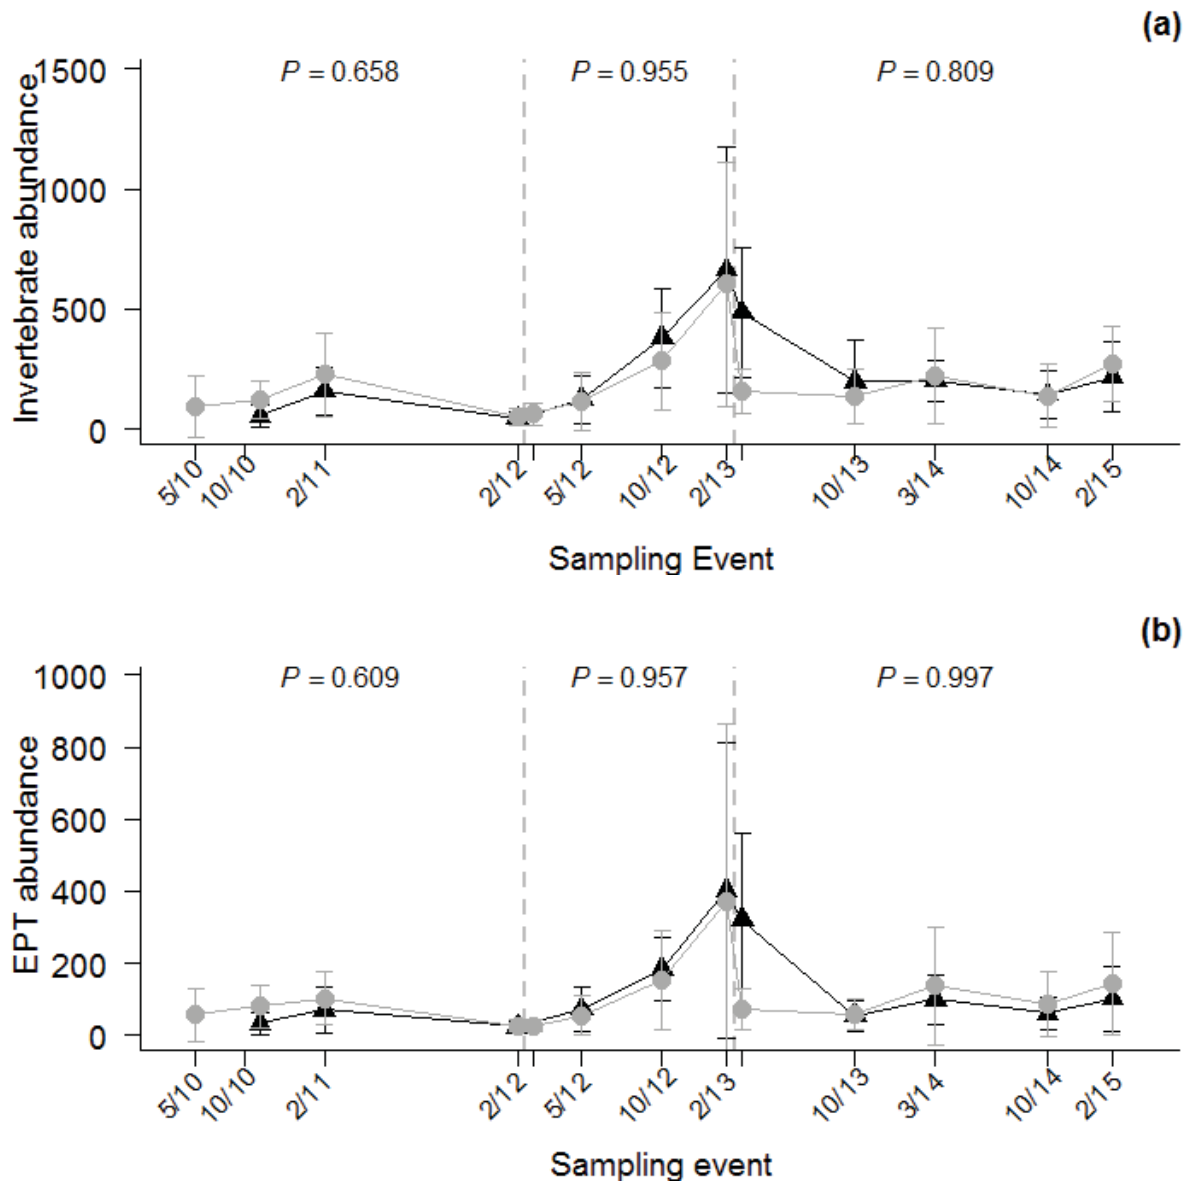 (a)
P = 0.658 P = 0.955 P = 0.809
Invertebrate abundance
1500
1000
500
0
5/10 10/10 2/11 2/12 5/12 10/12 2/13 10/13 3/14 10/14 2/15
Sampling Event
(b)
P = 0.609 P = 0.957 P = 0.997
EPT abundance
1000
800
600
400
200
0
5/10 10/10 2/11 2/12 5/12 10/12 2/13 10/13 3/14 10/14 2/15
Sampling event